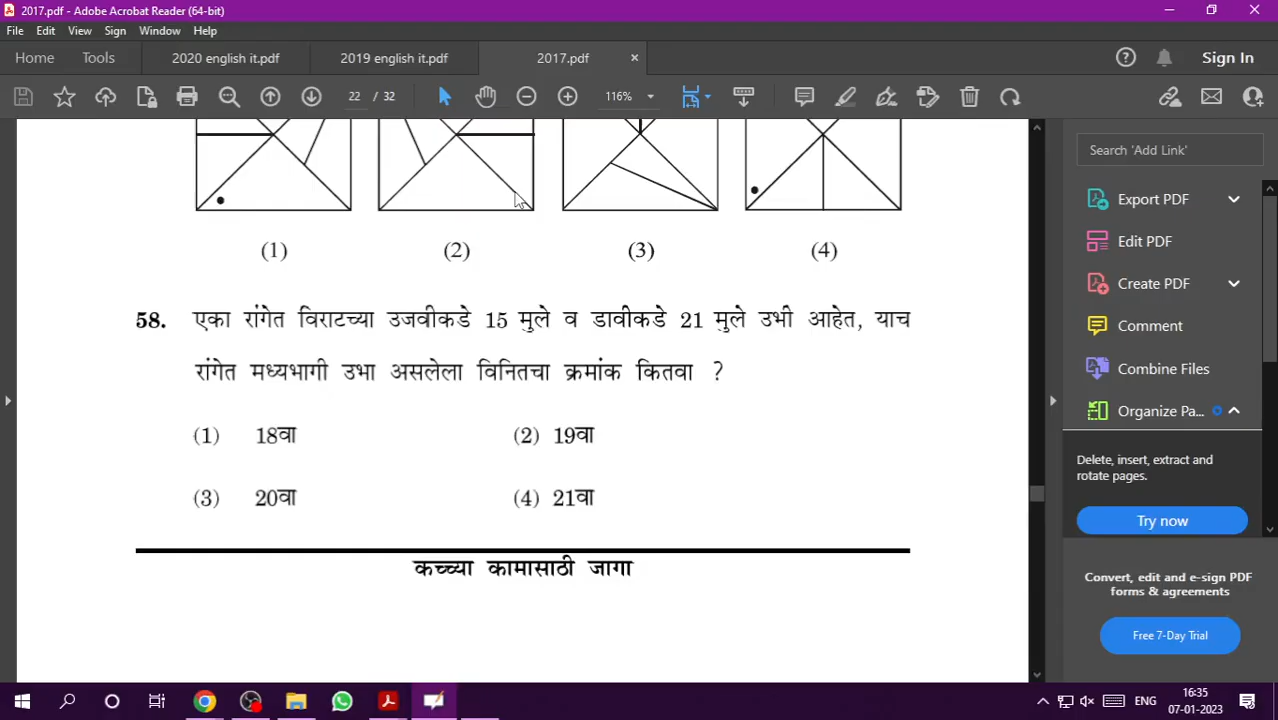 2017.pdf - Adobe Acrobat Reader (64-bit)
File Edit View Sign Window Help
Home Tools 2020 english it.pdf 2019 english it.pdf 2017.pdf × Sign In
22 / 32 116%
(1) (2) (3) (4)
58. एका रांगेत विराटच्या उजवीकडे 15 मुले व डावीकडे 21 मुले उभी आहेत, याच
रांगेत मध्यभागी उभा असलेला विनितचा क्रमांक कितवा ?
(1) 18वा (2) 19वा
(3) 20वा (4) 21वा
कच्च्या कामासाठी जागा
Search 'Add Link'
Export PDF
Edit PDF
Create PDF
Comment
Combine Files
Organize Pa...
Delete, insert, extract and
rotate pages.
Try now
Convert, edit and e-sign PDF
forms & agreements
Free 7-Day Trial
ENG 16:35
07-01-2023